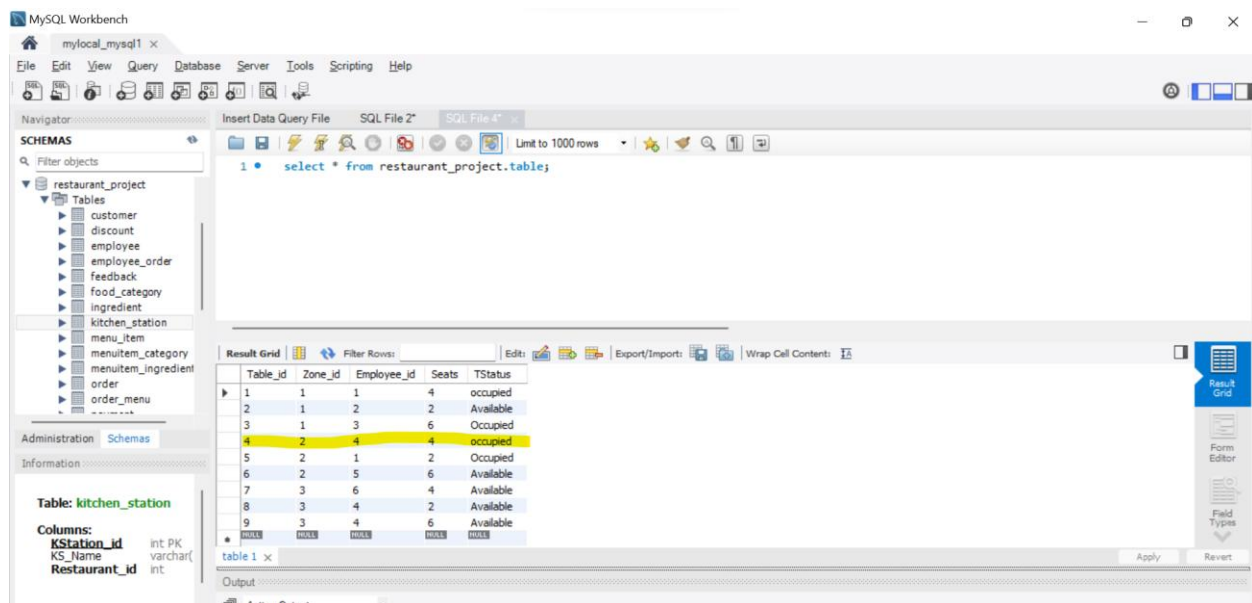 MySQL Workbench
mylocal_mysql1
File Edit View Query Database Server Tools Scripting Help
Navigator
SCHEMAS
Filter objects
restaurant_project
Tables
customer
discount
employee
employee_order
feedback
food_category
ingredient
kitchen_station
menu_item
menuitem_category
menuitem_ingredient
order
order_menu
Administration Schemas
Information
Table: kitchen_station
Columns:
KStation_id int PK
KS_Name varchar(
Restaurant_id int
Insert Data Query File SQL File 2* SQL File 4*
Limit to 1000 rows
1 select * from restaurant_project.table;
Result Grid Filter Rows: Edit: Export/Import: Wrap Cell Content:
Table_id Zone_id Employee_id Seats TStatus
1 1 1 4 occupied
2 1 2 2 Available
3 1 3 6 Occupied
4 2 4 4 occupied
5 2 1 2 Occupied
6 2 5 6 Available
7 3 6 4 Available
8 3 4 2 Available
9 3 4 6 Available
NULL NULL NULL NULL NULL
Result
Grid
Form
Editor
Field
Types
table 1 Apply Revert
Output